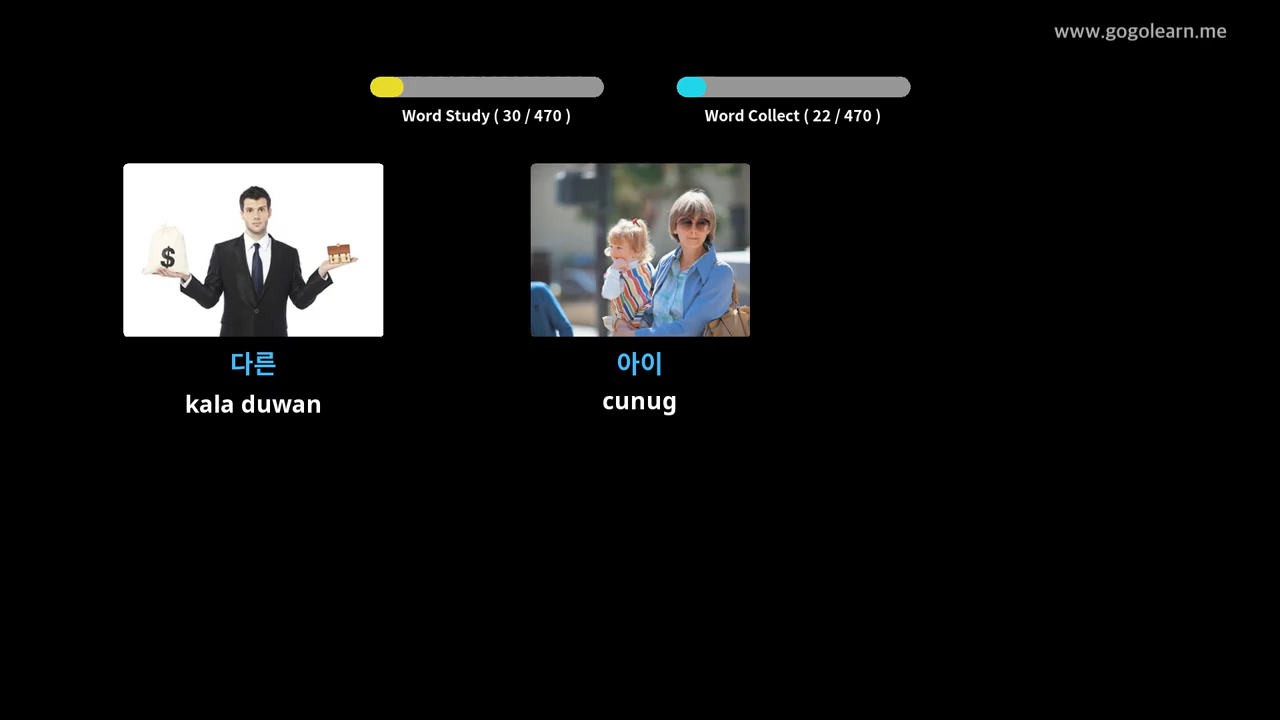 www.gogolearn.me
Word Study ( 30 / 470 )
Word Collect ( 22 / 470 )
$
다른
아이
kala duwan
cunug